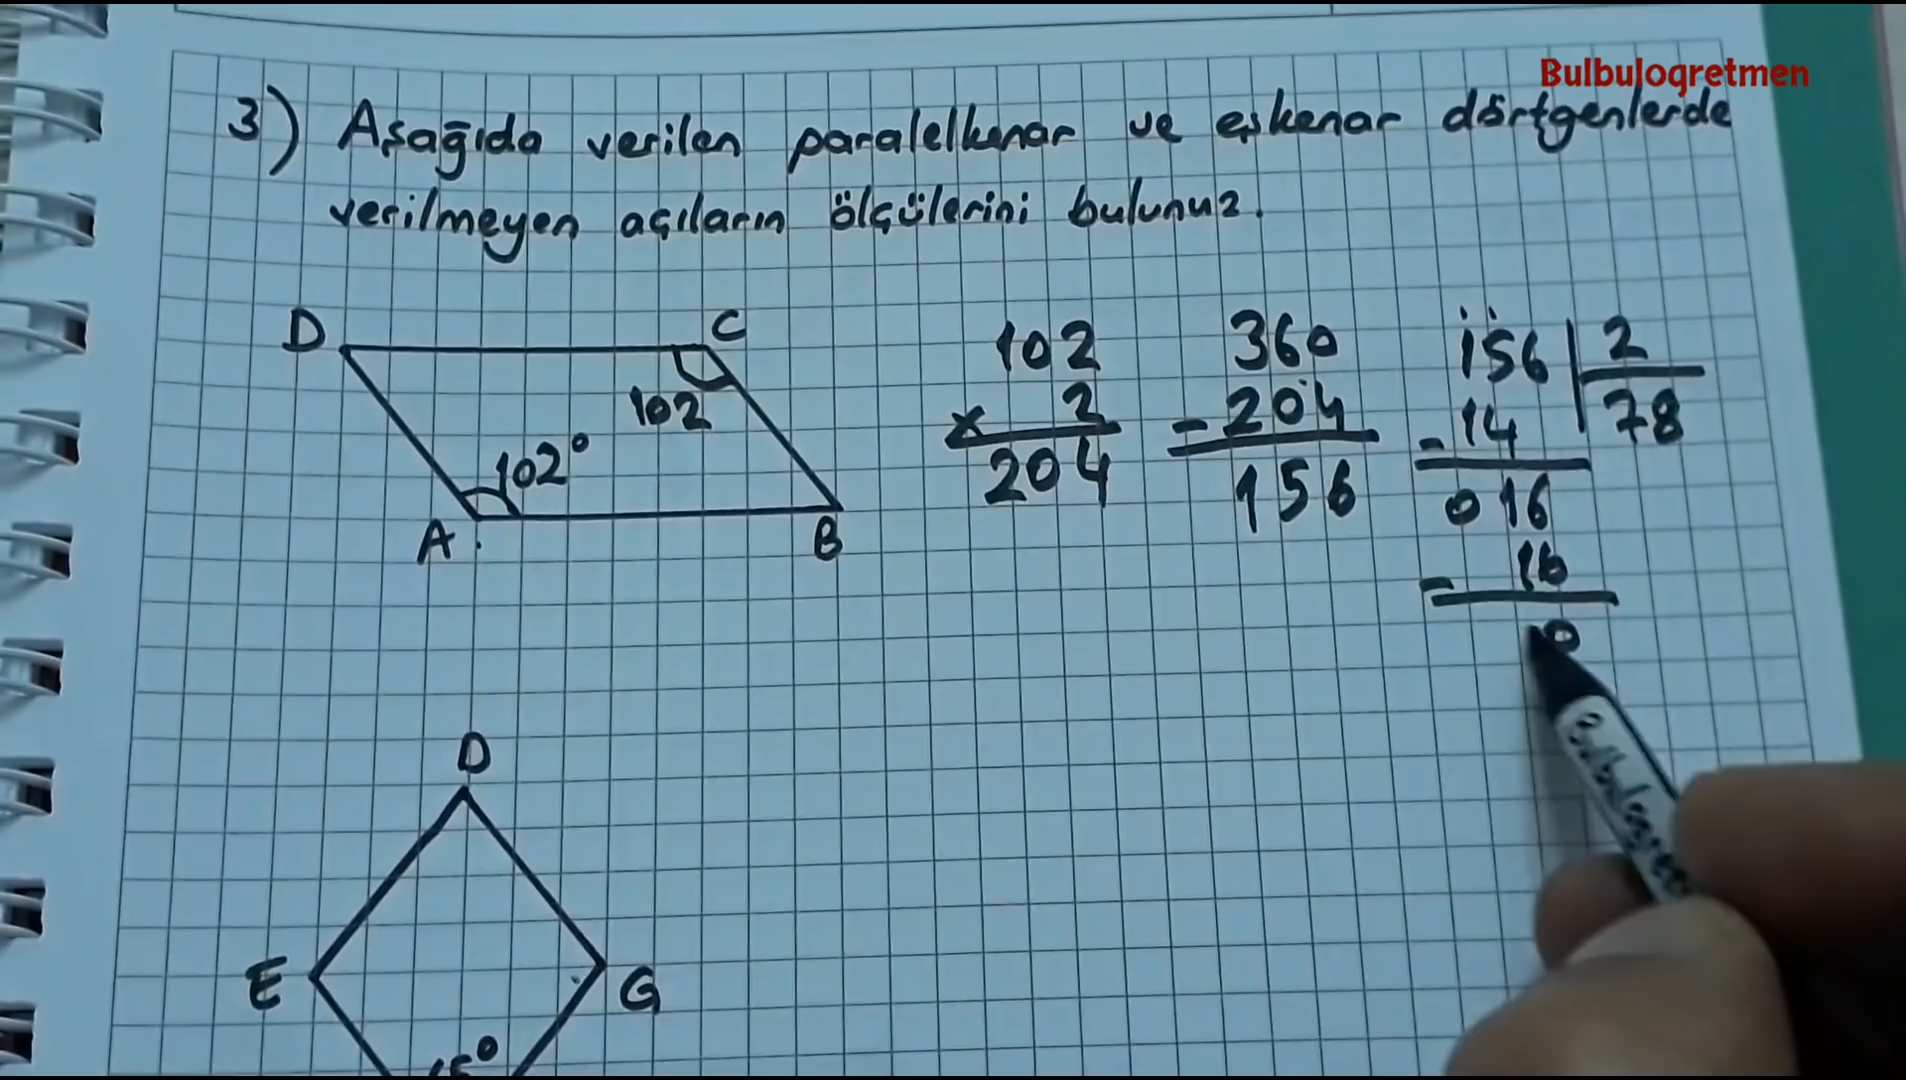 Bulbulogretmen
3) Aşağıda verilen paralelkenar ve eşkenar dörtgenlerde
verilmeyen açıların ölçülerini bulunuz.
D C
102
102°
A B
102
x 2
204
360
- 204
156
156 2
78
- 14
016
- 16
0
D
E G